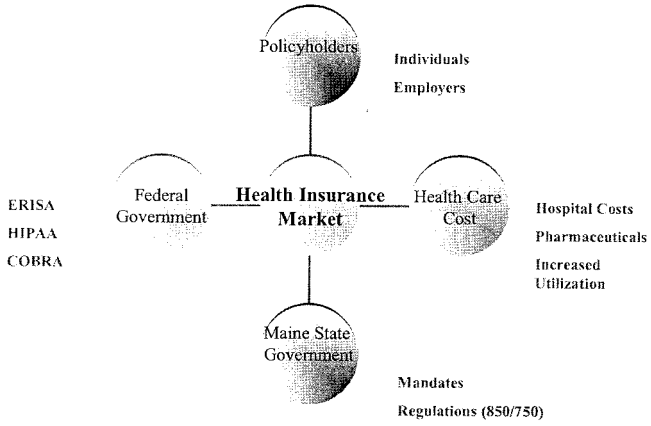 Policyholders
Individuals
Employers
Federal
Government
ERISA
HIPAA
COBRA
Health Insurance
Market
Health Care
Cost
Hospital Costs
Pharmaceuticals
Increased
Utilization
Maine State
Government
Mandates
Regulations (850/750)